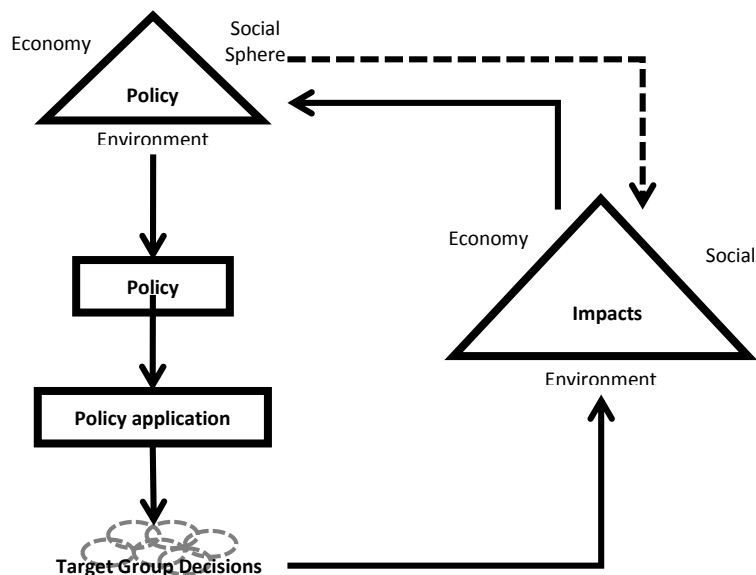 Economy
Social
Sphere
Policy
Environment
Policy
Policy application
Target Group Decisions
Economy
Social
Impacts
Environment